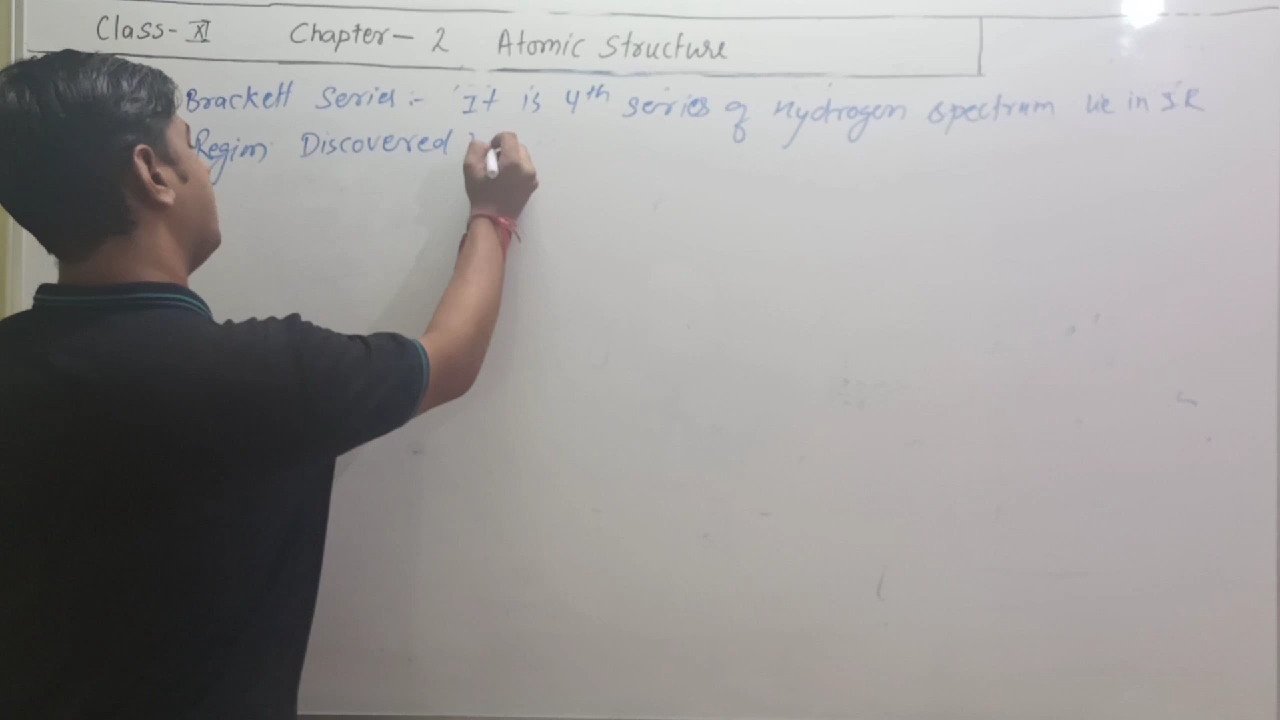 Class- XI Chapter- 2 Atomic Structure
Brackett Series :- It is 4th series of Hydrogen spectrum lie in IR
Region Discovered